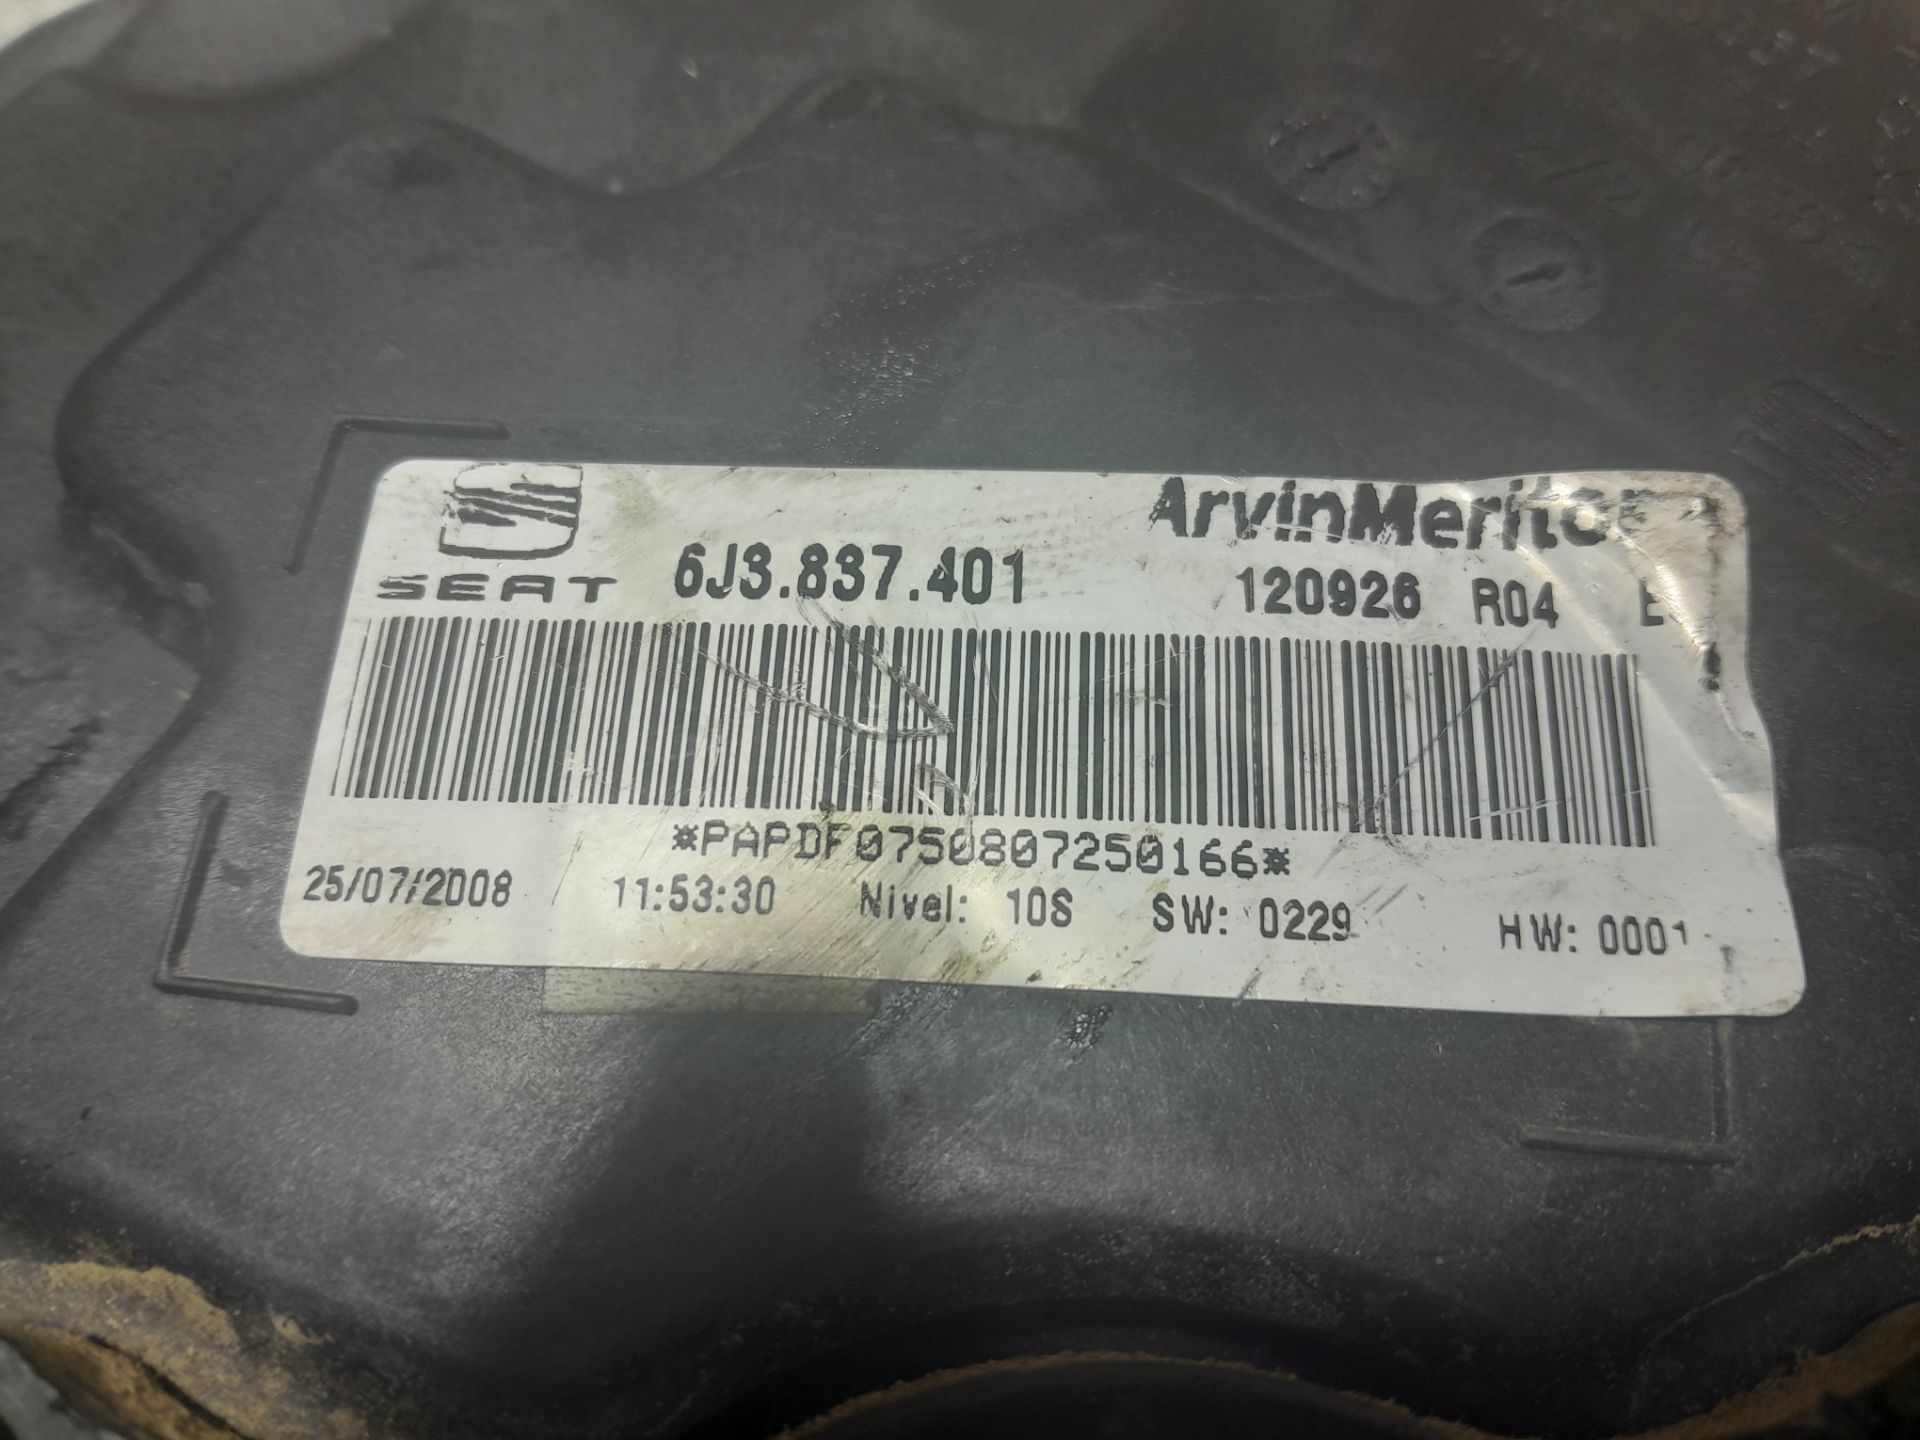 ArvinMeritor
SEAT 6J3.837.401 120926 R04 E
*PAPDF0750807250166*
25/07/2008 11:53:30 Nivel: 10S SW: 0229 HW: 0001